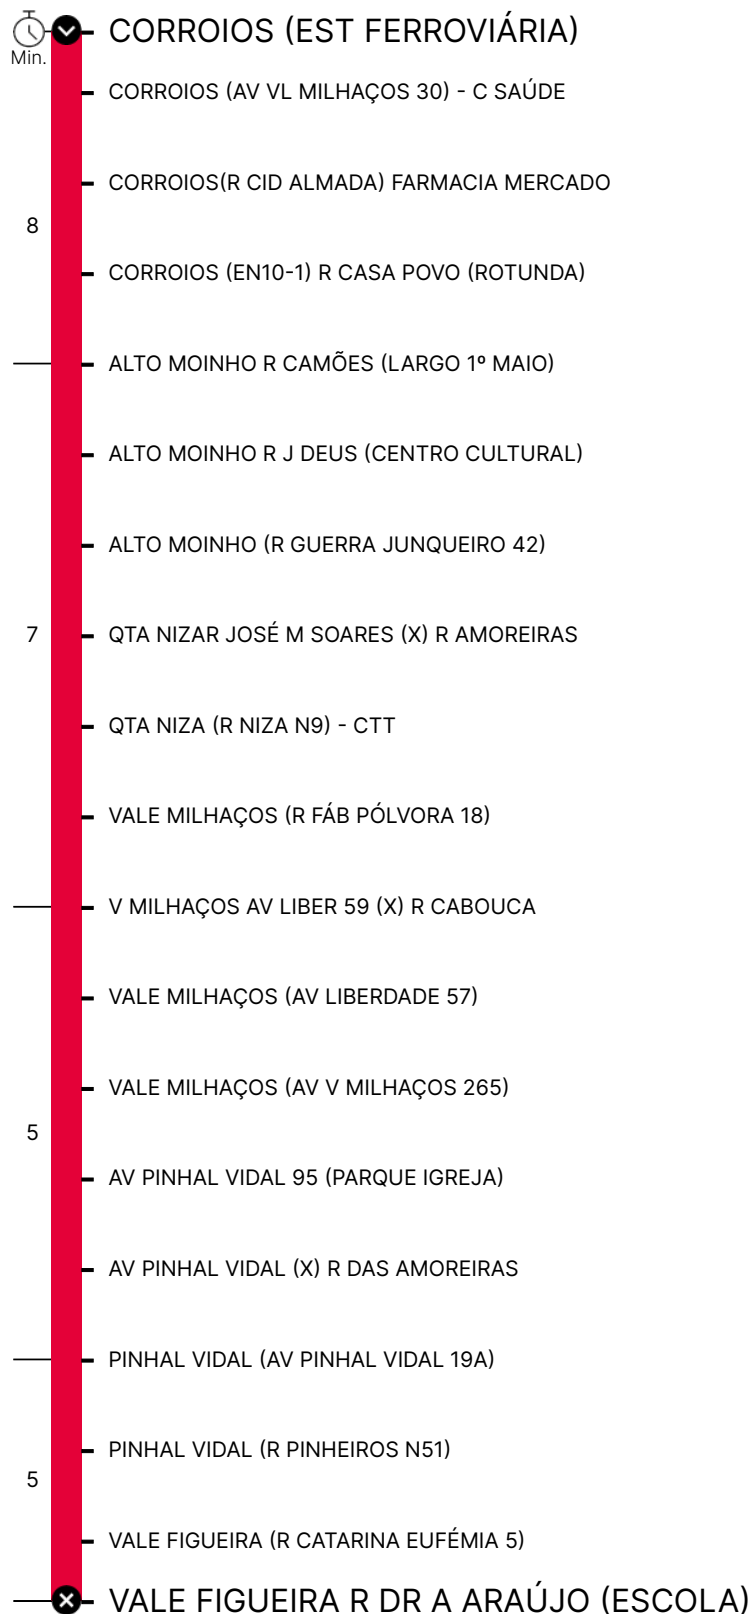 CORROIOS (EST FERROVIÁRIA)
Min.
CORROIOS (AV VL MILHAÇOS 30) - C SAÚDE
CORROIOS(R CID ALMADA) FARMACIA MERCADO
8
CORROIOS (EN10-1) R CASA POVO (ROTUNDA)
ALTO MOINHO R CAMÕES (LARGO 1º MAIO)
ALTO MOINHO R J DEUS (CENTRO CULTURAL)
ALTO MOINHO (R GUERRA JUNQUEIRO 42)
7
QTA NIZAR JOSÉ M SOARES (X) R AMOREIRAS
QTA NIZA (R NIZA N9) - CTT
VALE MILHAÇOS (R FÁB PÓLVORA 18)
V MILHAÇOS AV LIBER 59 (X) R CABOUCA
VALE MILHAÇOS (AV LIBERDADE 57)
VALE MILHAÇOS (AV V MILHAÇOS 265)
5
AV PINHAL VIDAL 95 (PARQUE IGREJA)
AV PINHAL VIDAL (X) R DAS AMOREIRAS
PINHAL VIDAL (AV PINHAL VIDAL 19A)
PINHAL VIDAL (R PINHEIROS N51)
5
VALE FIGUEIRA (R CATARINA EUFÉMIA 5)
VALE FIGUEIRA R DR A ARAÚJO (ESCOLA)